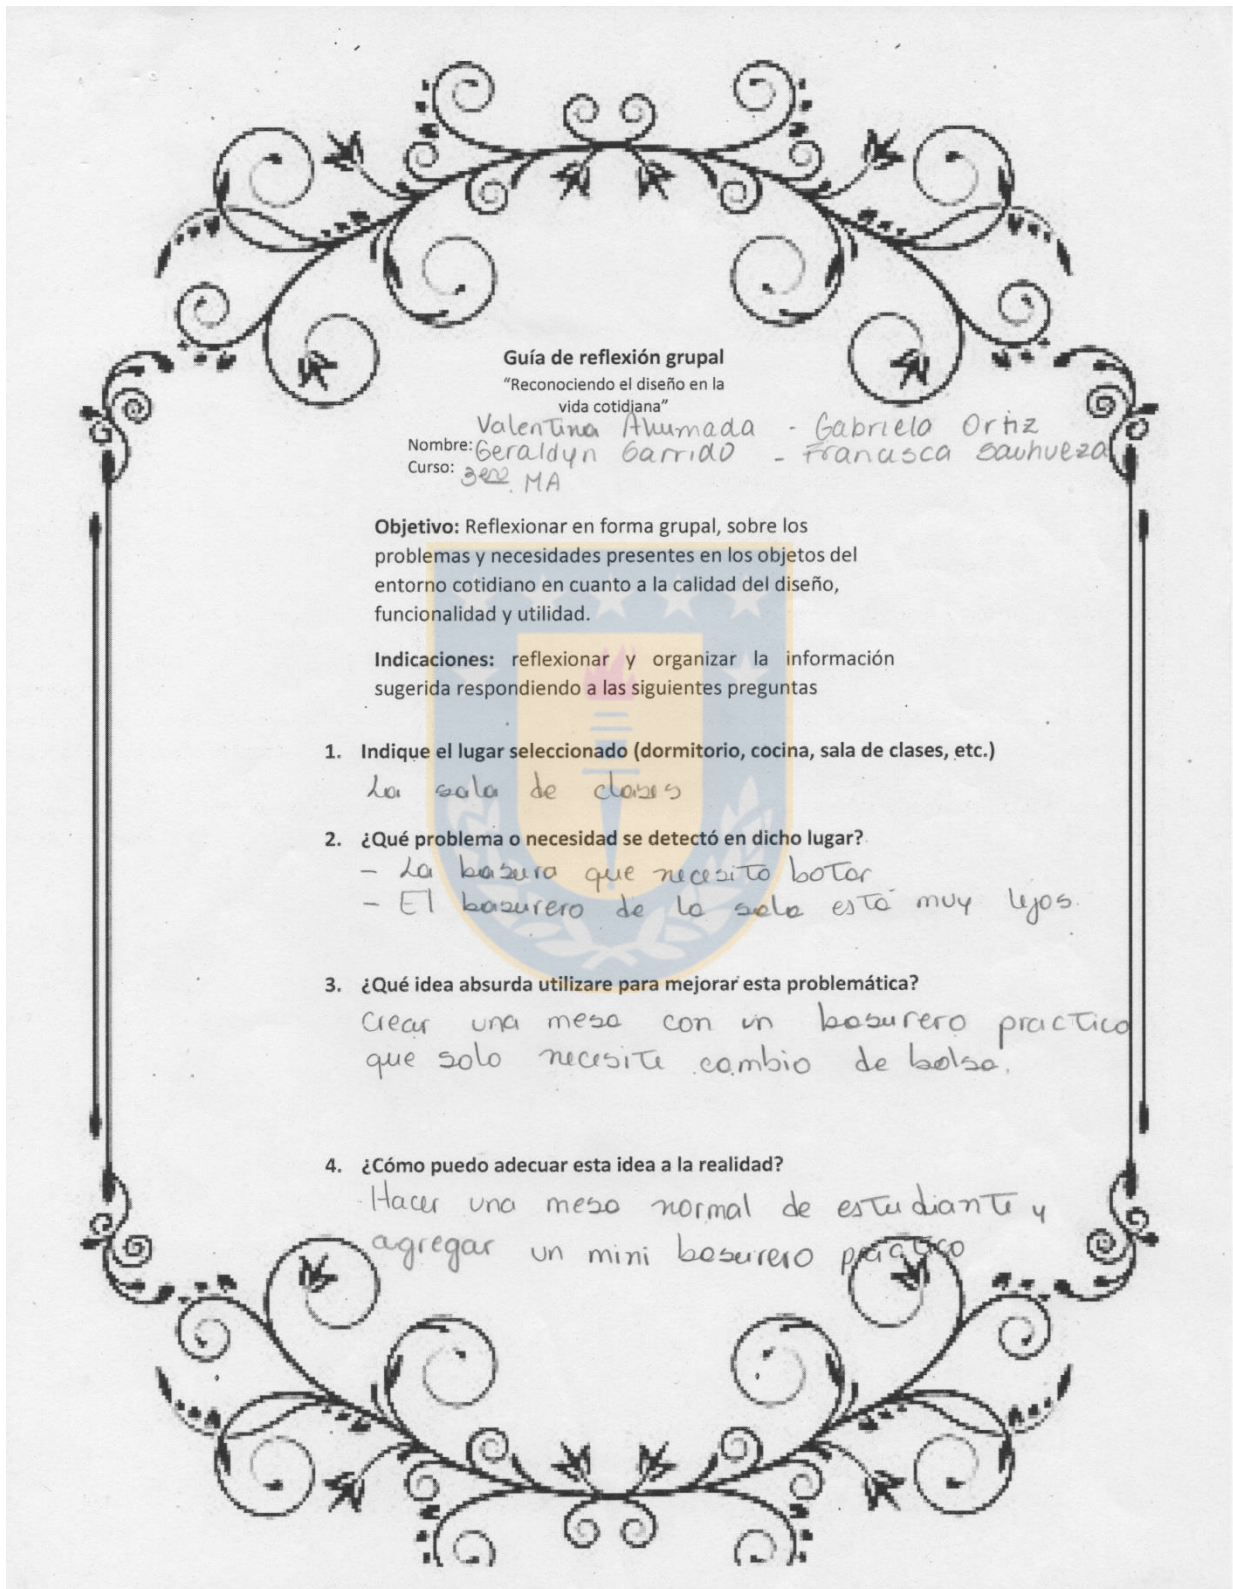 Guía de reflexión grupal
"Reconociendo el diseño en la
vida cotidiana"
Valentina Ahumada - Gabriela Ortiz
Nombre: Geraldyn Garrido - Francisca Sanhueza
Curso: 3ero. MA
Objetivo: Reflexionar en forma grupal, sobre los
problemas y necesidades presentes en los objetos del
entorno cotidiano en cuanto a la calidad del diseño,
funcionalidad y utilidad.
Indicaciones: reflexionar y organizar la información
sugerida respondiendo a las siguientes preguntas
1. Indique el lugar seleccionado (dormitorio, cocina, sala de clases, etc.)
La sala de clases
2. ¿Qué problema o necesidad se detectó en dicho lugar?
- La basura que necesito botar
- El basurero de la sala está muy lejos.
3. ¿Qué idea absurda utilizare para mejorar esta problemática?
Crear una mesa con un basurero practico
que solo necesite cambio de bolsa.
4. ¿Cómo puedo adecuar esta idea a la realidad?
Hacer una mesa normal de estudiante y
agregar un mini basurero práctico